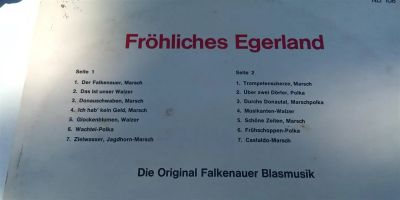 ND 106
Fröhliches Egerland
Seite 1
1. Der Falkenauer, Marsch
2. Das ist unser Walzer
3. Donauschwaben, Marsch
4. Ich hab' kein Geld, Marsch
5. Glockenblumen, Walzer
6. Wachtel-Polka
7. Zielwasser, Jagdhorn-Marsch
Seite 2
1. Trompetenscherze, Marsch
2. Über zwei Dörfer, Polka
3. Durchs Donautal, Marschpolka
4. Musikanten-Walzer
5. Schöne Zeiten, Marsch
6. Frühschoppen-Polka
7. Castaldo-Marsch
Die Original Falkenauer Blasmusik